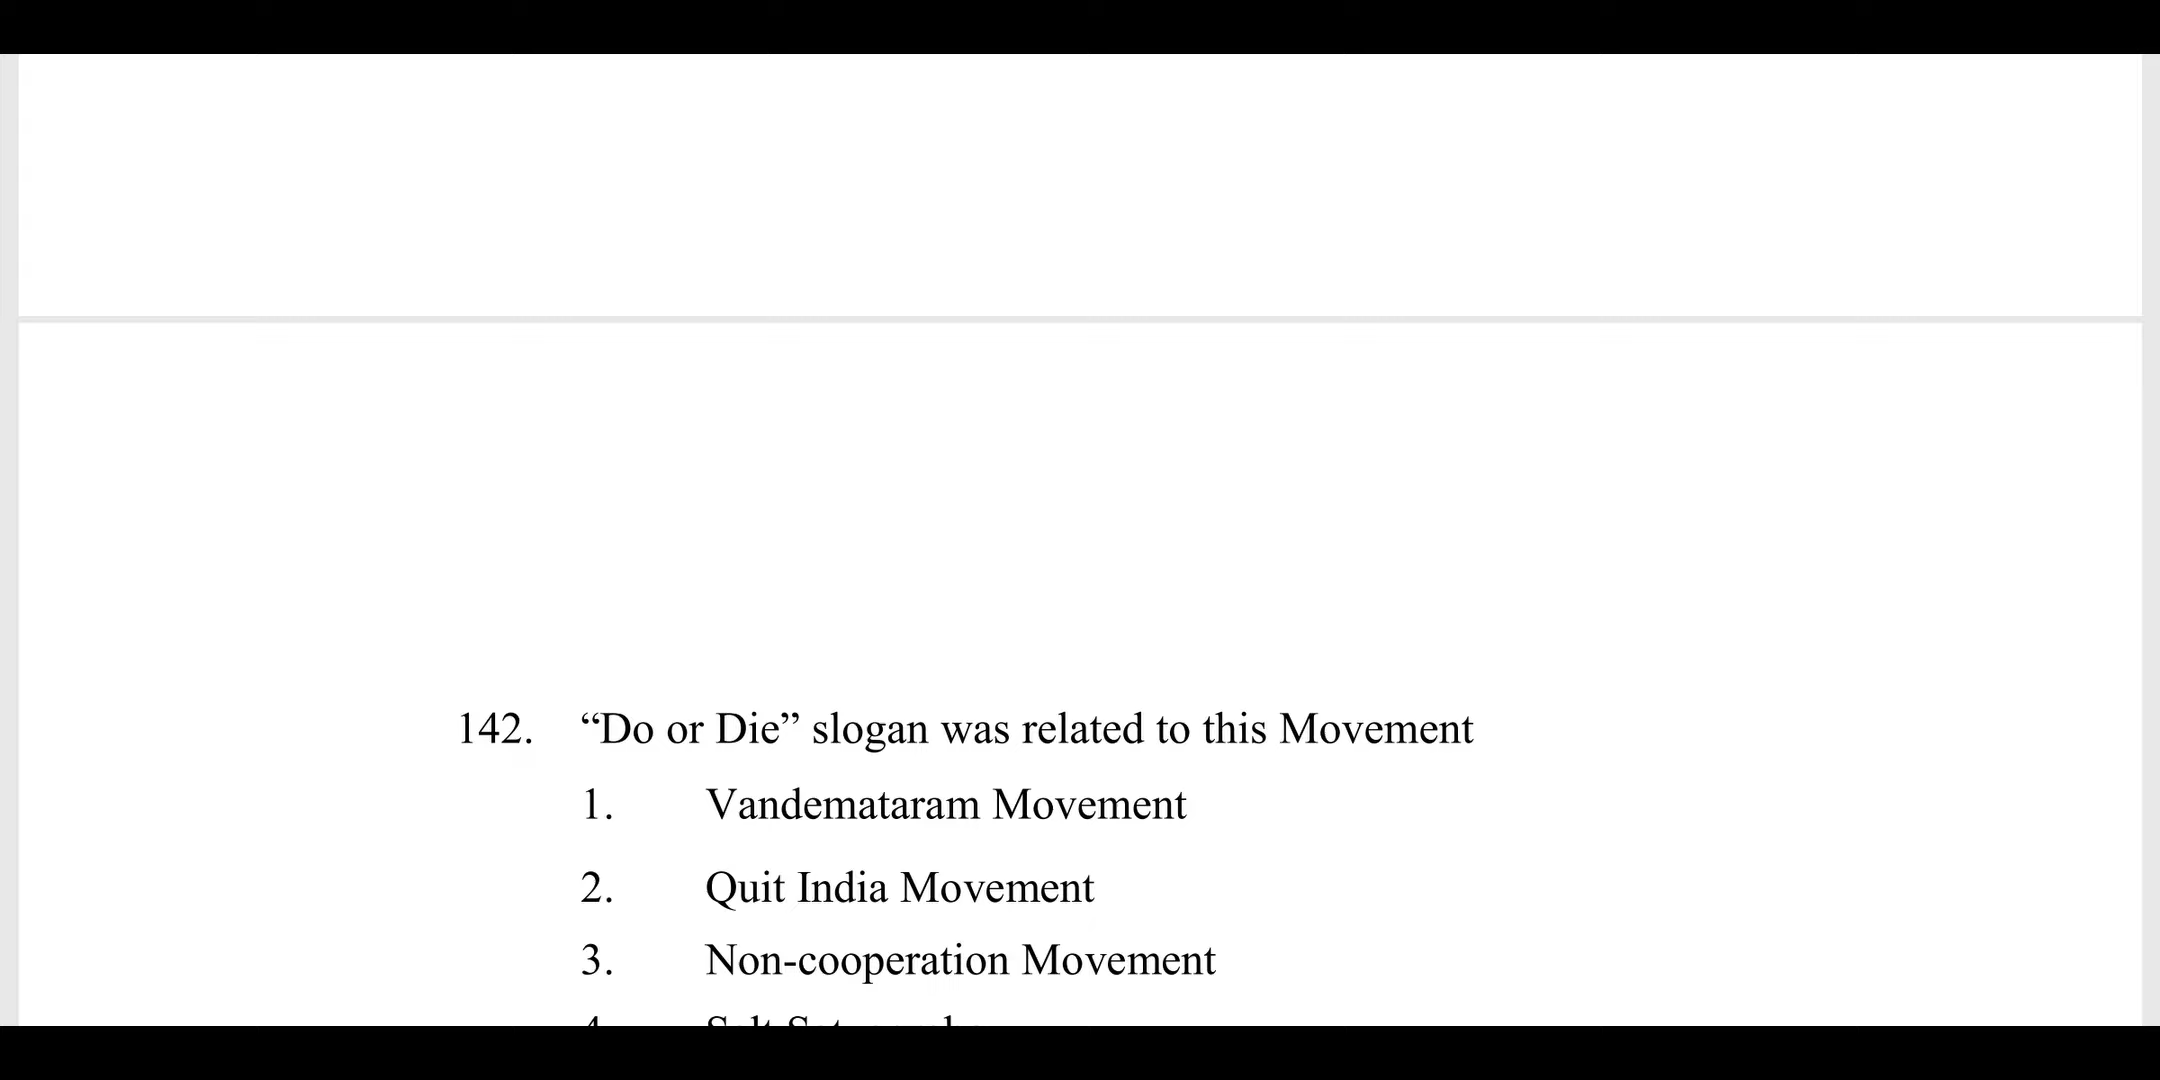 142. “Do or Die” slogan was related to this Movement
1. Vandemataram Movement
2. Quit India Movement
3. Non-cooperation Movement